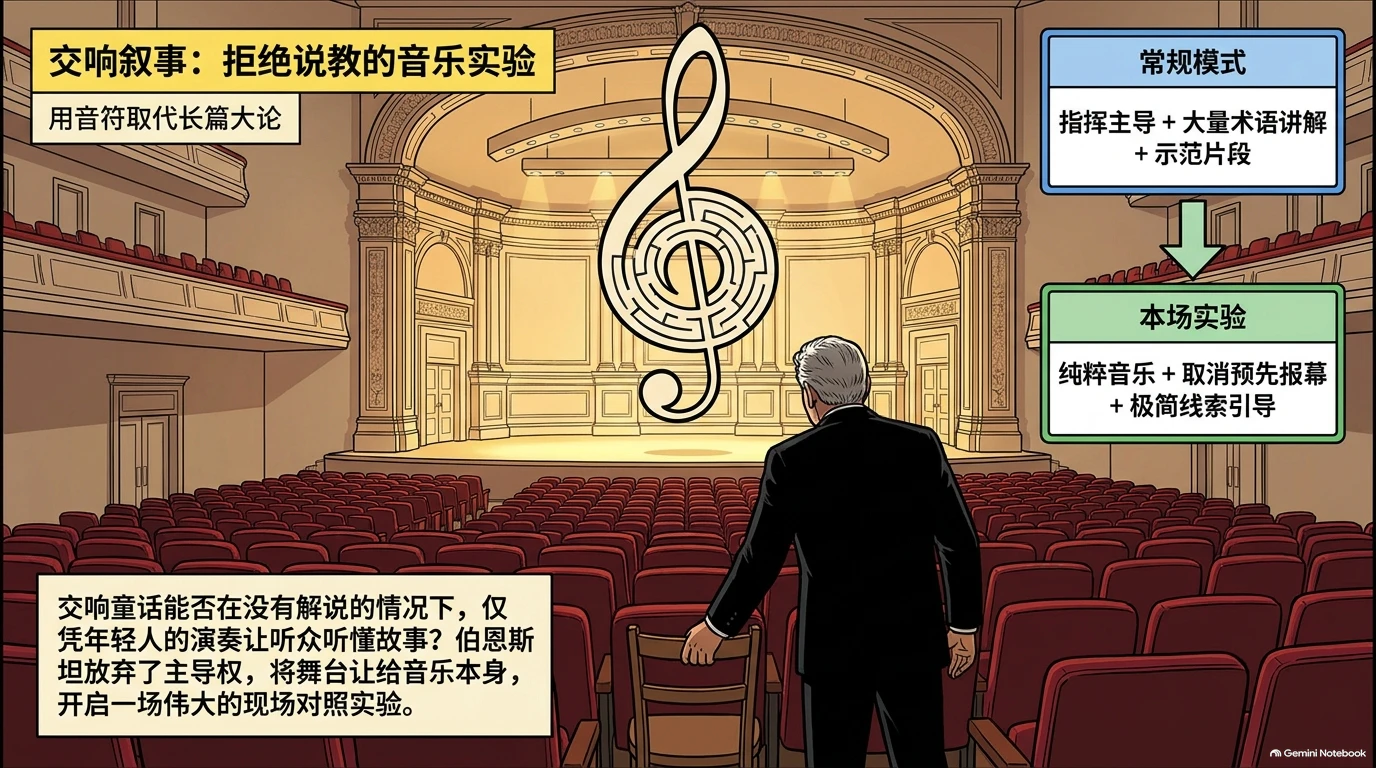 交响叙事：拒绝说教的音乐实验
用音符取代长篇大论
常规模式
指挥主导 + 大量术语讲解
+ 示范片段
本场实验
纯粹音乐 + 取消预先报幕
+ 极简线索引导
交响童话能否在没有解说的情况下，仅
凭年轻人的演奏让听众听懂故事？伯恩斯
坦放弃了主导权，将舞台让给音乐本身，
开启一场伟大的现场对照实验。
Gemini Notebook